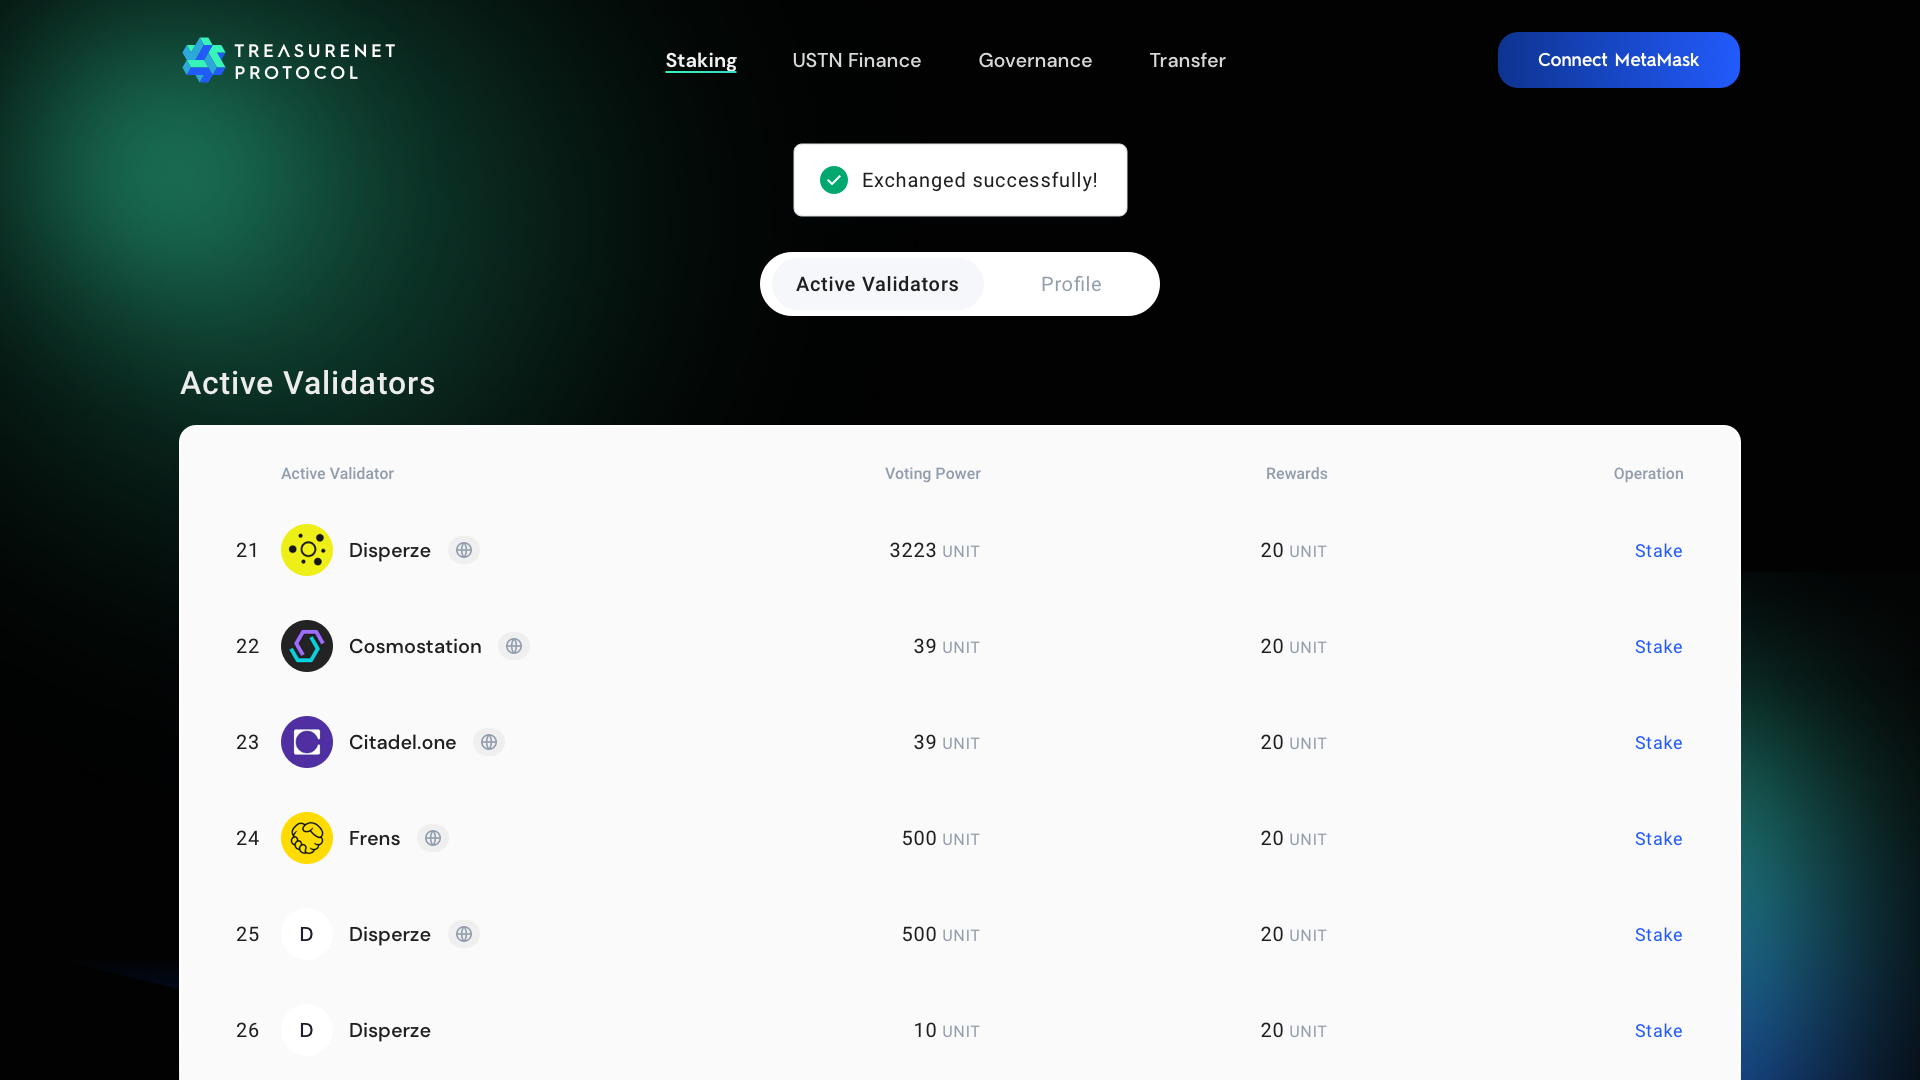 TREASURENET
PROTOCOL
Staking USTN Finance Governance Transfer
Connect MetaMask
Exchanged successfully!
Active Validators Profile
Active Validators
Active Validator Voting Power Rewards Operation
21 Disperze 3223 UNIT 20 UNIT Stake
22 Cosmostation 39 UNIT 20 UNIT Stake
23 Citadel.one 39 UNIT 20 UNIT Stake
24 Frens 500 UNIT 20 UNIT Stake
25 D Disperze 500 UNIT 20 UNIT Stake
26 D Disperze 10 UNIT 20 UNIT Stake